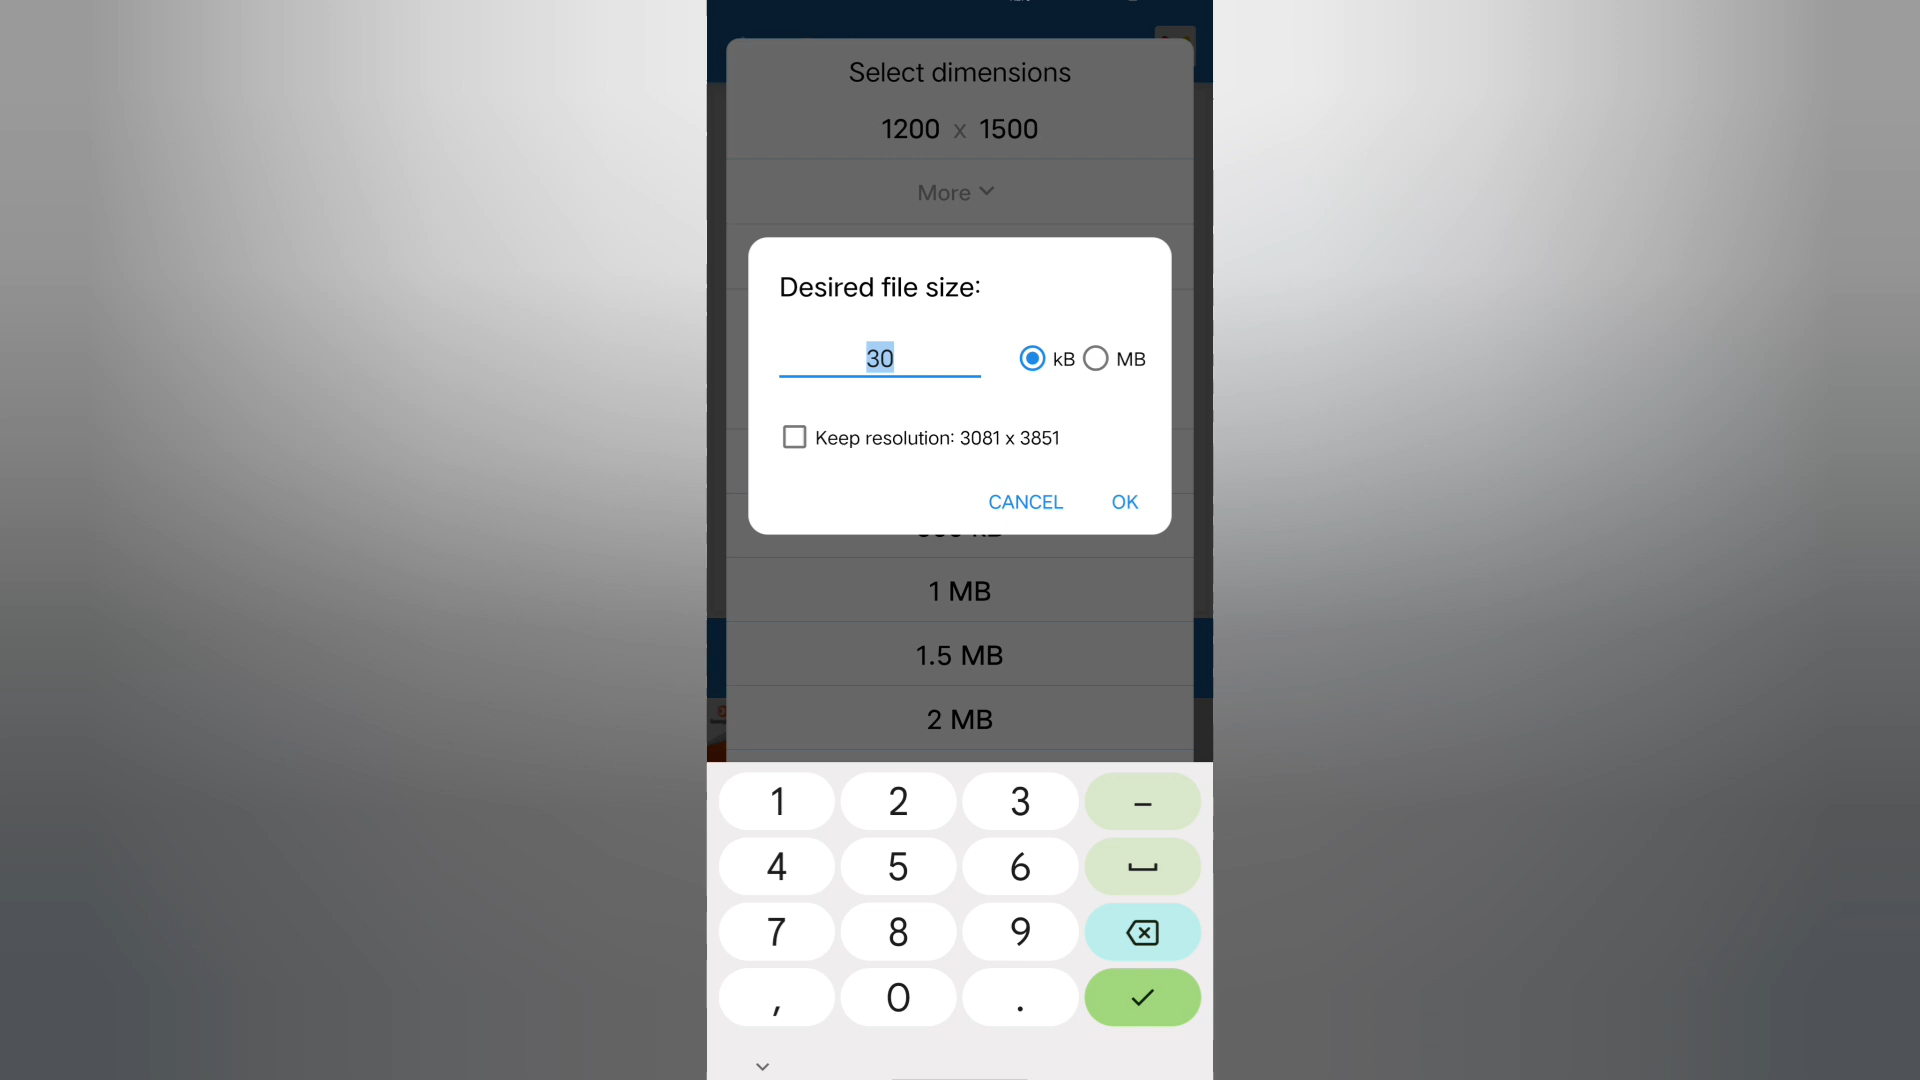 Select dimensions
1200 x 1500
More
Desired file size:
30 kB MB
Keep resolution: 3081 x 3851
CANCEL OK
1 MB
1.5 MB
2 MB
1 2 3 –
4 5 6
7 8 9
, 0 .